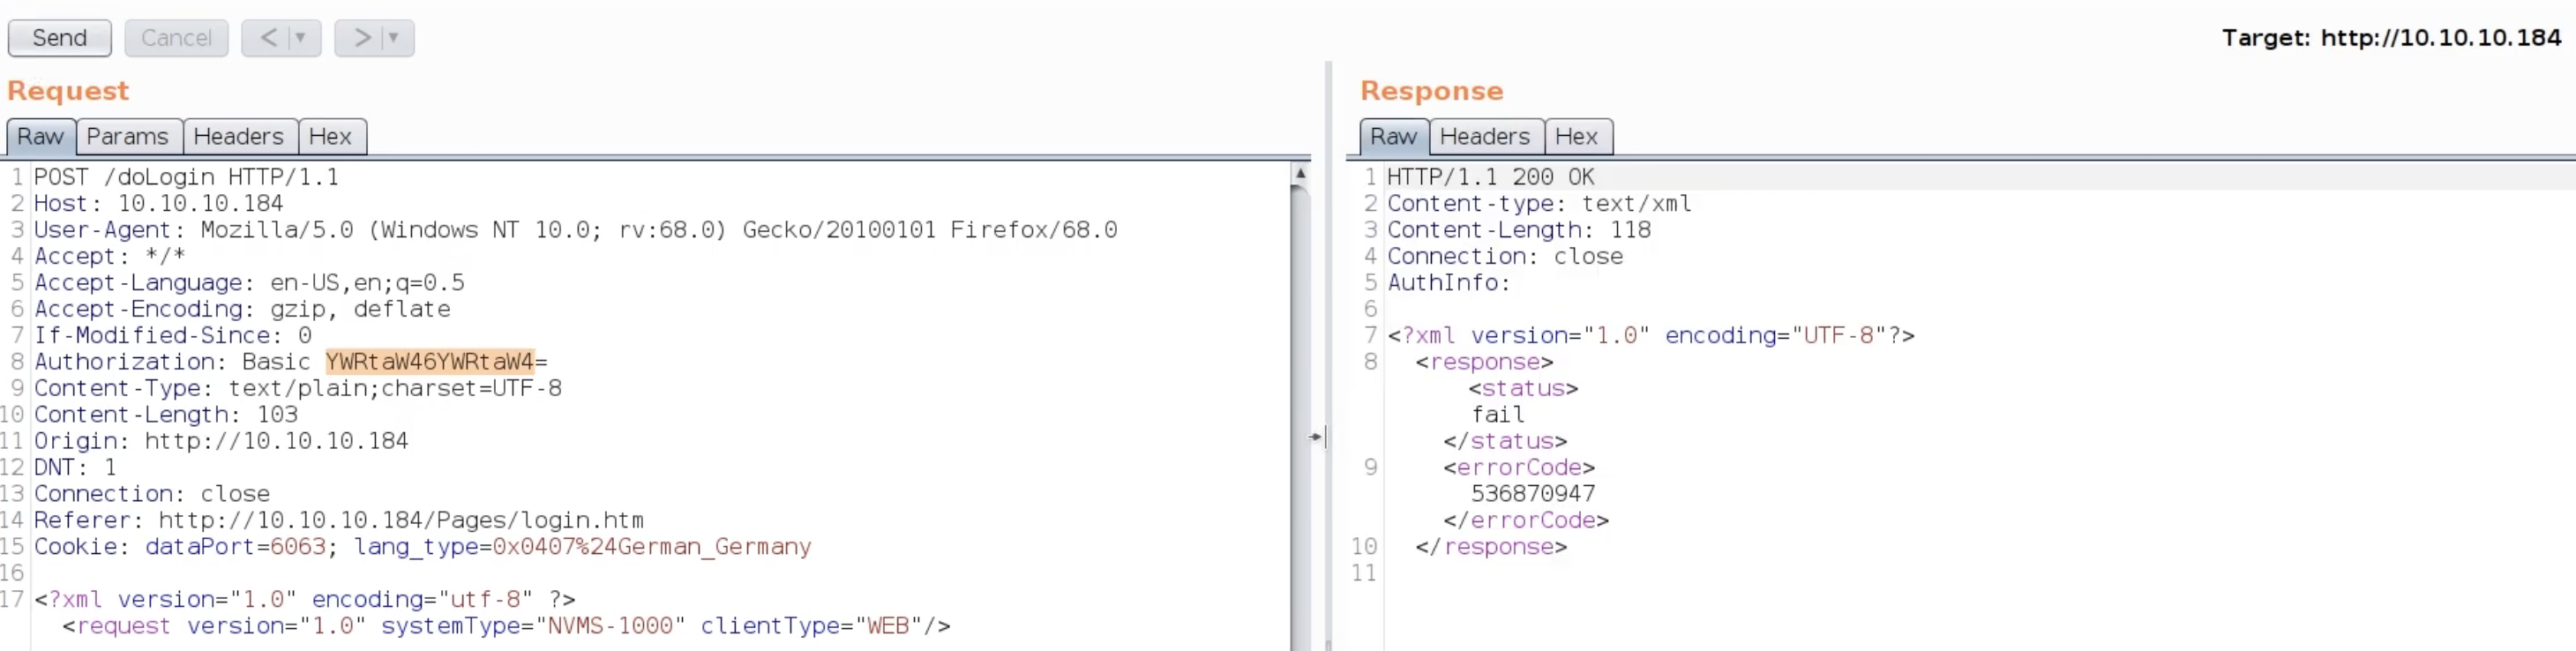 Send Cancel < >
Target: http://10.10.10.184
Request
Raw Params Headers Hex
1 POST /doLogin HTTP/1.1
2 Host: 10.10.10.184
3 User-Agent: Mozilla/5.0 (Windows NT 10.0; rv:68.0) Gecko/20100101 Firefox/68.0
4 Accept: */*
5 Accept-Language: en-US,en;q=0.5
6 Accept-Encoding: gzip, deflate
7 If-Modified-Since: 0
8 Authorization: Basic YWRtaW46YWRtaW4=
9 Content-Type: text/plain;charset=UTF-8
10 Content-Length: 103
11 Origin: http://10.10.10.184
12 DNT: 1
13 Connection: close
14 Referer: http://10.10.10.184/Pages/login.htm
15 Cookie: dataPort=6063; lang_type=0x0407%24German_Germany
16
17 <?xml version="1.0" encoding="utf-8" ?>
<request version="1.0" systemType="NVMS-1000" clientType="WEB"/>
Response
Raw Headers Hex
1 HTTP/1.1 200 OK
2 Content-type: text/xml
3 Content-Length: 118
4 Connection: close
5 AuthInfo:
6
7 <?xml version="1.0" encoding="UTF-8"?>
8 <response>
<status>
fail
</status>
9 <errorCode>
536870947
</errorCode>
10 </response>
11